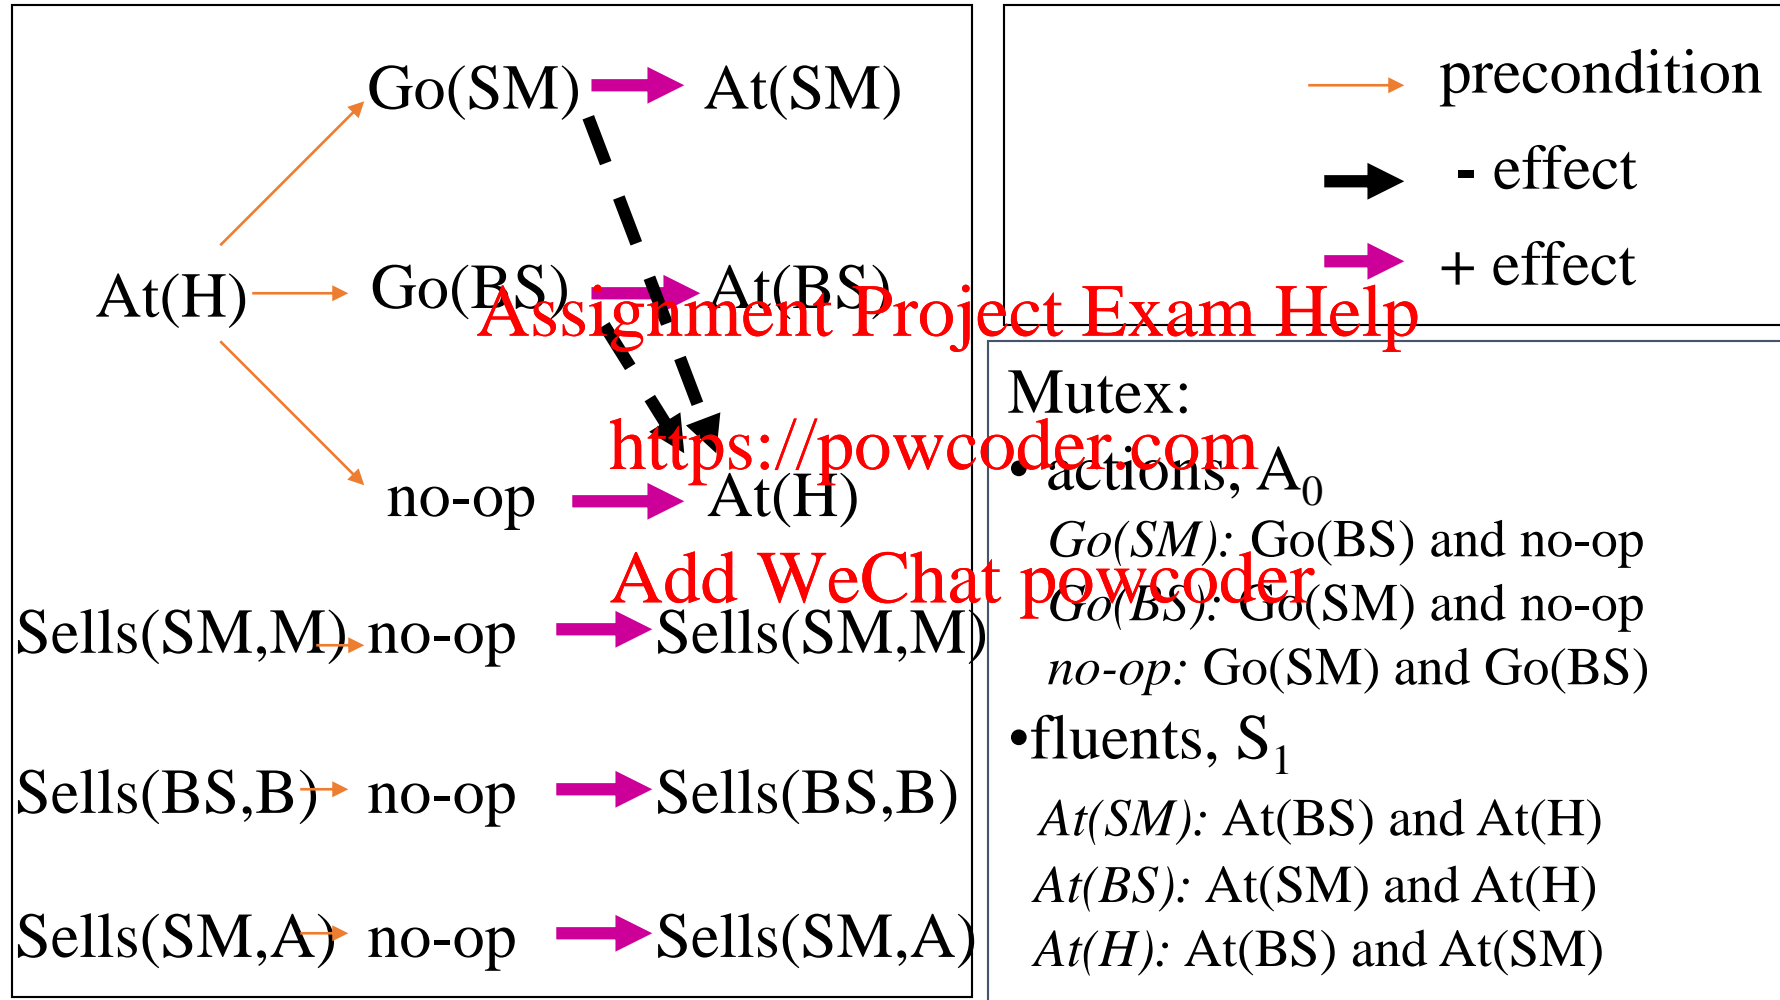 Go(SM) At(SM)
At(H) Go(BS) At(BS)
no-op At(H)
Sells(SM,M) no-op Sells(SM,M)
Sells(BS,B) no-op Sells(BS,B)
Sells(SM,A) no-op Sells(SM,A)
precondition
- effect
+ effect
Assignment Project Exam Help
https://powcoder.com
Add WeChat powcoder
Mutex:
• actions, A₀
Go(SM): Go(BS) and no-op
Go(BS): Go(SM) and no-op
no-op: Go(SM) and Go(BS)
•fluents, S₁
At(SM): At(BS) and At(H)
At(BS): At(SM) and At(H)
At(H): At(BS) and At(SM)